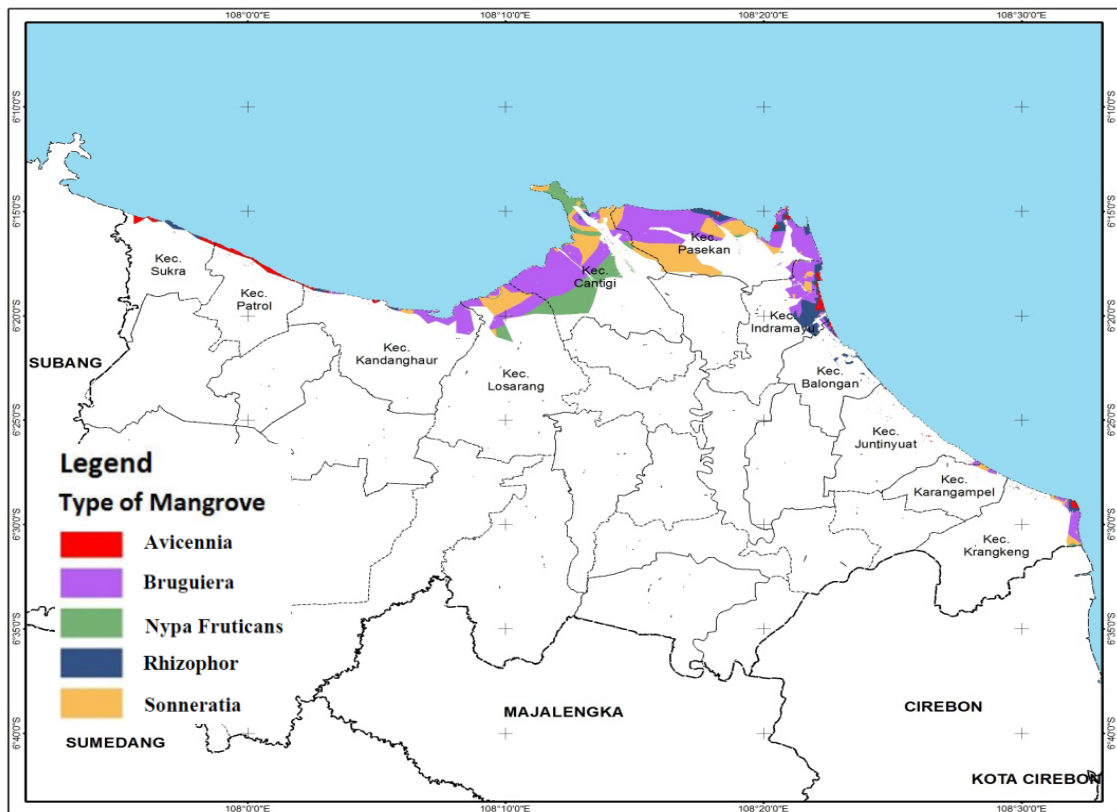 108°0'0"E
108°10'0"E
108°20'0"E
108°30'0"E
6°10'0"S
6°10'0"S
6°15'0"S
6°15'0"S
Kec.
Sukra
Kec.
Patrol
Kec.
Cantigi
Kec.
Pasekan
6°20'0"S
6°20'0"S
Kec.
Indramayu
SUBANG
Kec.
Kandanghaur
Kec.
Losarang
Kec.
Balongan
6°25'0"S
6°25'0"S
Kec.
Juntinyuat
Legend
Type of Mangrove
Kec.
Karangampel
6°30'0"S
6°30'0"S
Kec.
Krangkeng
Avicennia
Bruguiera
Nypa Fruticans
Rhizophor
Sonneratia
6°35'0"S
6°35'0"S
MAJALENGKA
CIREBON
6°40'0"S
6°40'0"S
SUMEDANG
KOTA CIREBON
108°0'0"E
108°10'0"E
108°20'0"E
108°30'0"E